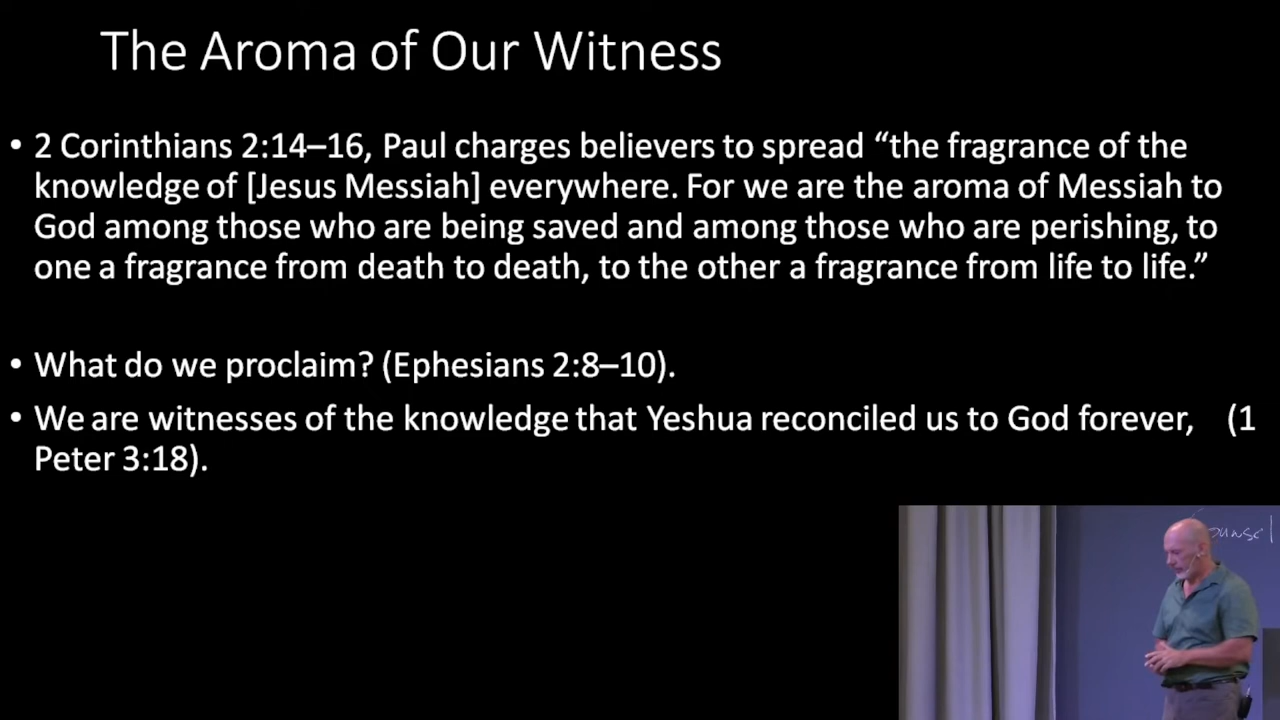 The Aroma of Our Witness
• 2 Corinthians 2:14–16, Paul charges believers to spread “the fragrance of the
knowledge of [Jesus Messiah] everywhere. For we are the aroma of Messiah to
God among those who are being saved and among those who are perishing, to
one a fragrance from death to death, to the other a fragrance from life to life.”
• What do we proclaim? (Ephesians 2:8–10).
• We are witnesses of the knowledge that Yeshua reconciled us to God forever, (1
Peter 3:18).
Counsel